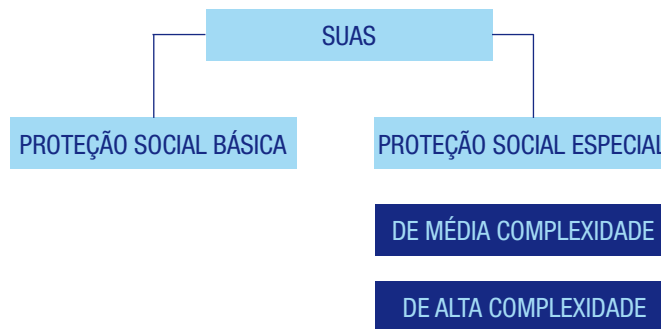 SUAS
PROTEÇÃO SOCIAL BÁSICA
PROTEÇÃO SOCIAL ESPECIAL
DE MÉDIA COMPLEXIDADE
DE ALTA COMPLEXIDADE